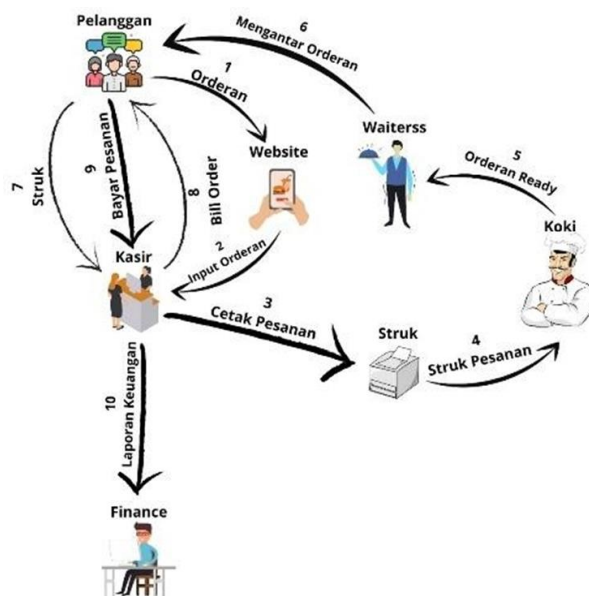 Pelanggan
6
Mengantar Orderan
1
Orderan
Waiterss
5
Orderan Ready
Website
7
Struk
9
Bayar Pesanan
8
Bill Order
Koki
Kasir
2
Input Orderan
3
Cetak Pesanan
Struk
4
Struk Pesanan
10
Laporan Keuangan
Finance